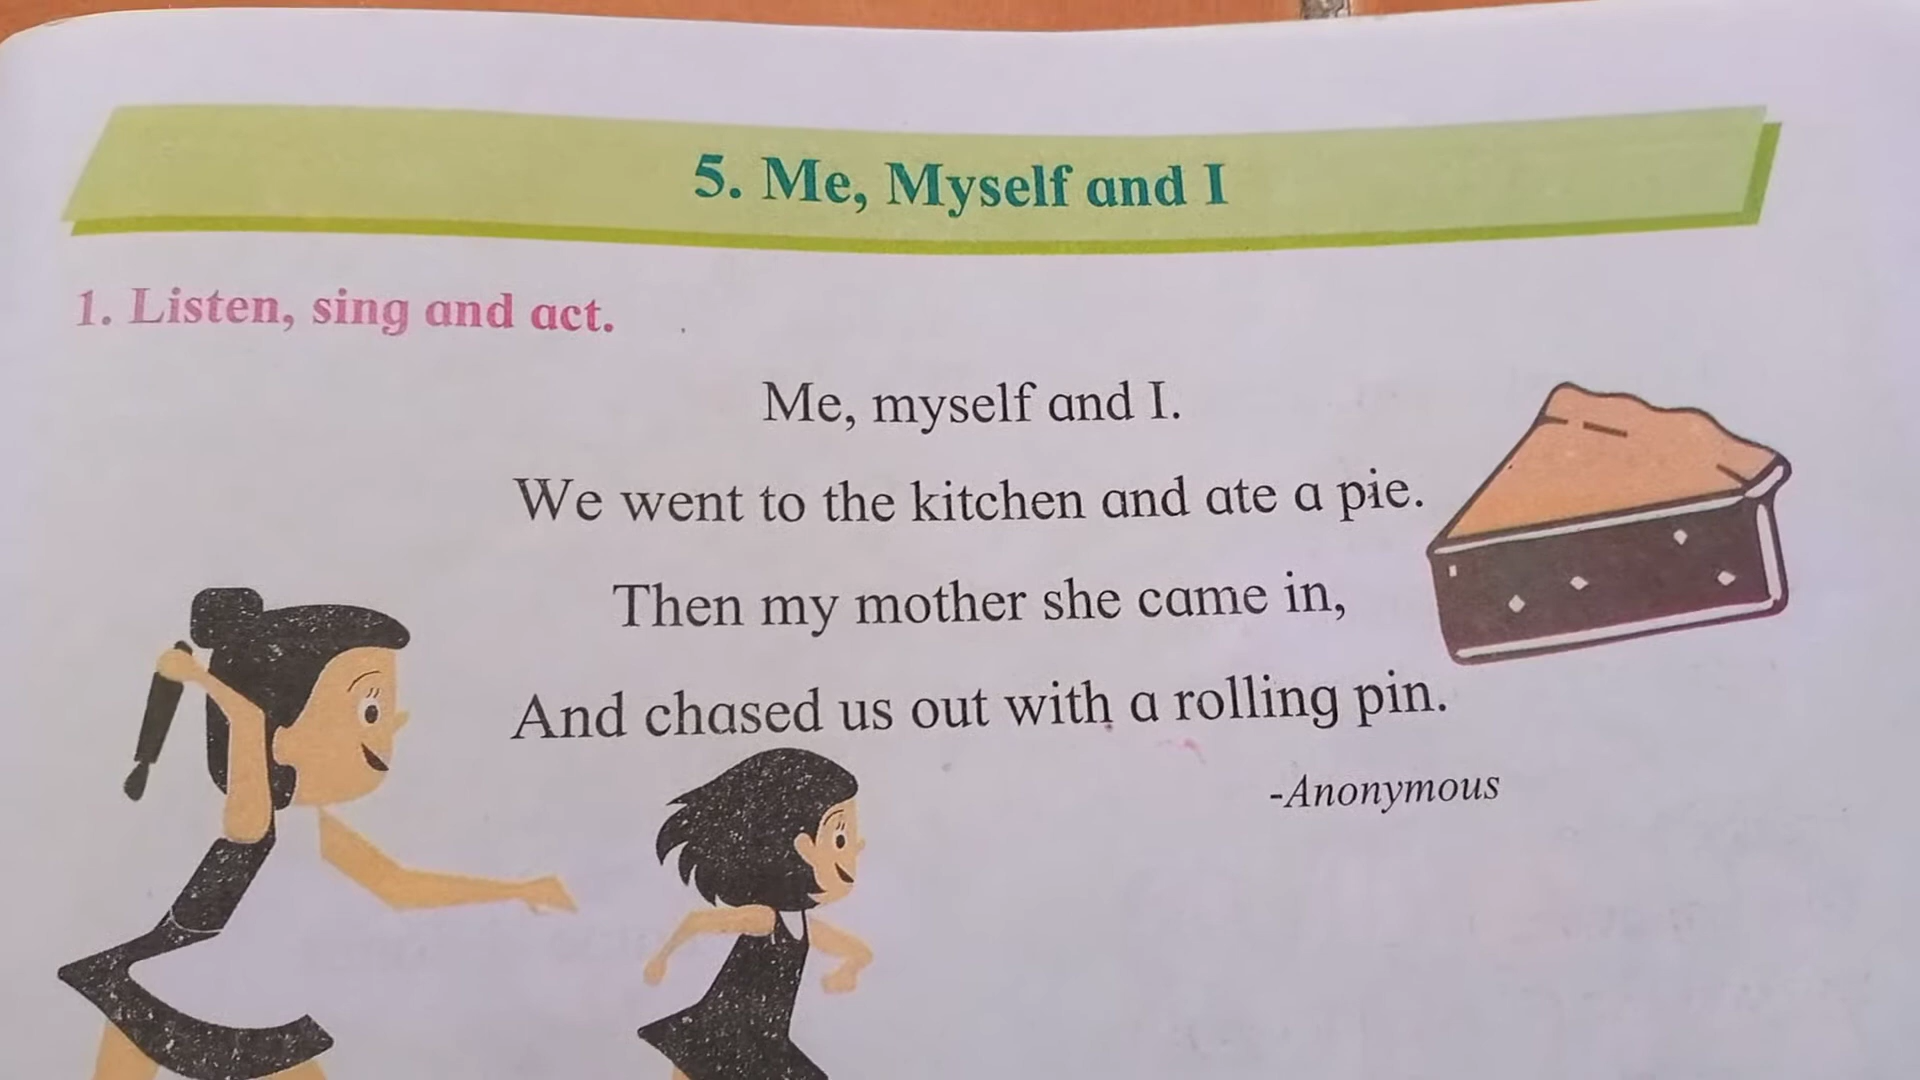 5. Me, Myself and I
1. Listen, sing and act.
Me, myself and I.
We went to the kitchen and ate a pie.
Then my mother she came in,
And chased us out with a rolling pin.
-Anonymous